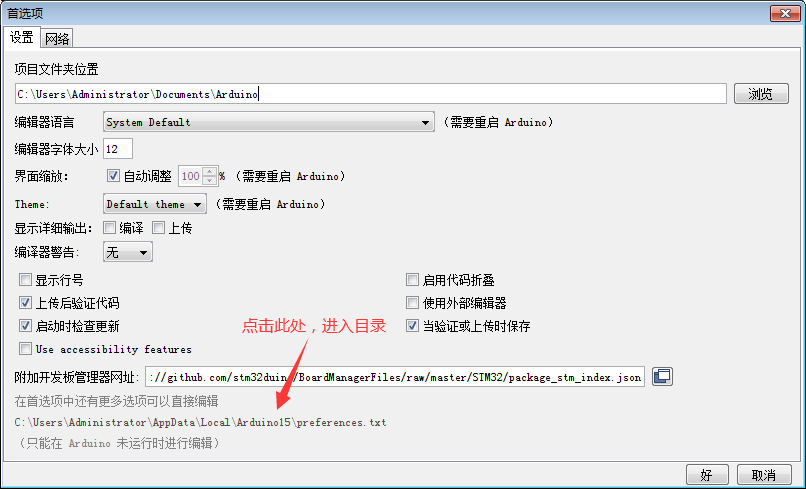 首选项
设置 网络
项目文件夹位置
C:\Users\Administrator\Documents\Arduino 浏览
编辑器语言 System Default （需要重启 Arduino）
编辑器字体大小 12
界面缩放： 自动调整 100 % （需要重启 Arduino）
Theme: Default theme （需要重启 Arduino）
显示详细输出： 编译 上传
编译器警告: 无
显示行号 启用代码折叠
上传后验证代码 使用外部编辑器
启动时检查更新 当验证或上传时保存
点击此处，进入目录
Use accessibility features
附加开发板管理器网址: ://github.com/stm32duin /BoardManagerFiles/raw/master/STM32/package_stm_index.json
在首选项中还有更多选项可以直接编辑
C:\Users\Administrator\AppData\Local\Arduino15\preferences.txt
（只能在 Arduino 未运行时进行编辑）
好 取消